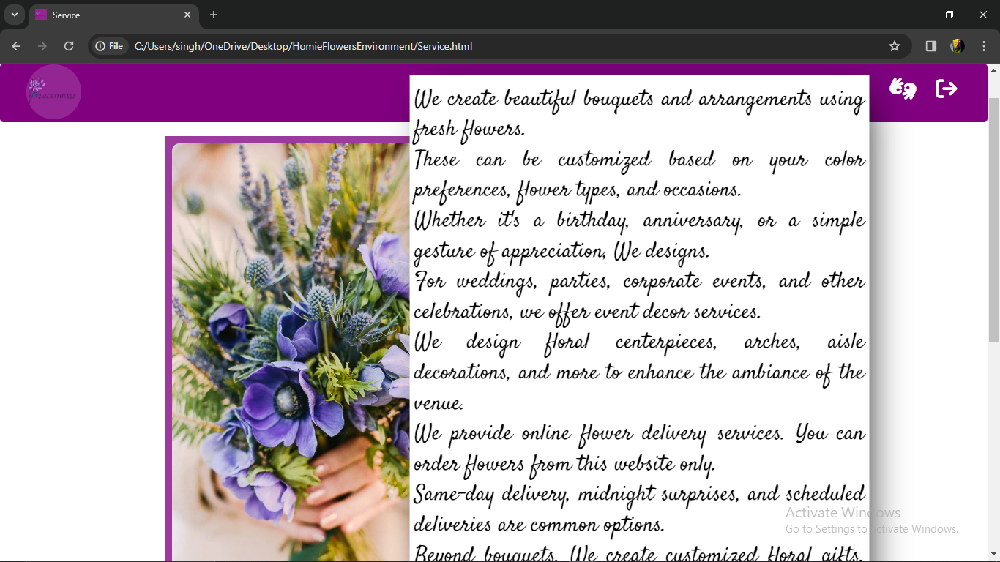 Service
File
C:/Users/singh/OneDrive/Desktop/HomieFlowersEnvironment/Service.html
We create beautiful bouquets and arrangements using
fresh flowers.
These can be customized based on your color
preferences, flower types, and occasions.
Whether it's a birthday, anniversary, or a simple
gesture of appreciation, We designs.
For weddings, parties, corporate events, and other
celebrations, we offer event decor services.
We design floral centerpieces, arches, aisle
decorations, and more to enhance the ambiance of the
venue.
We provide online flower delivery services. You can
order flowers from this website only.
Same-day delivery, midnight surprises, and scheduled
deliveries are common options.
Beyond bouquets, We create customized floral gifts.
Activate Windows
Go to Settings to activate Windows.